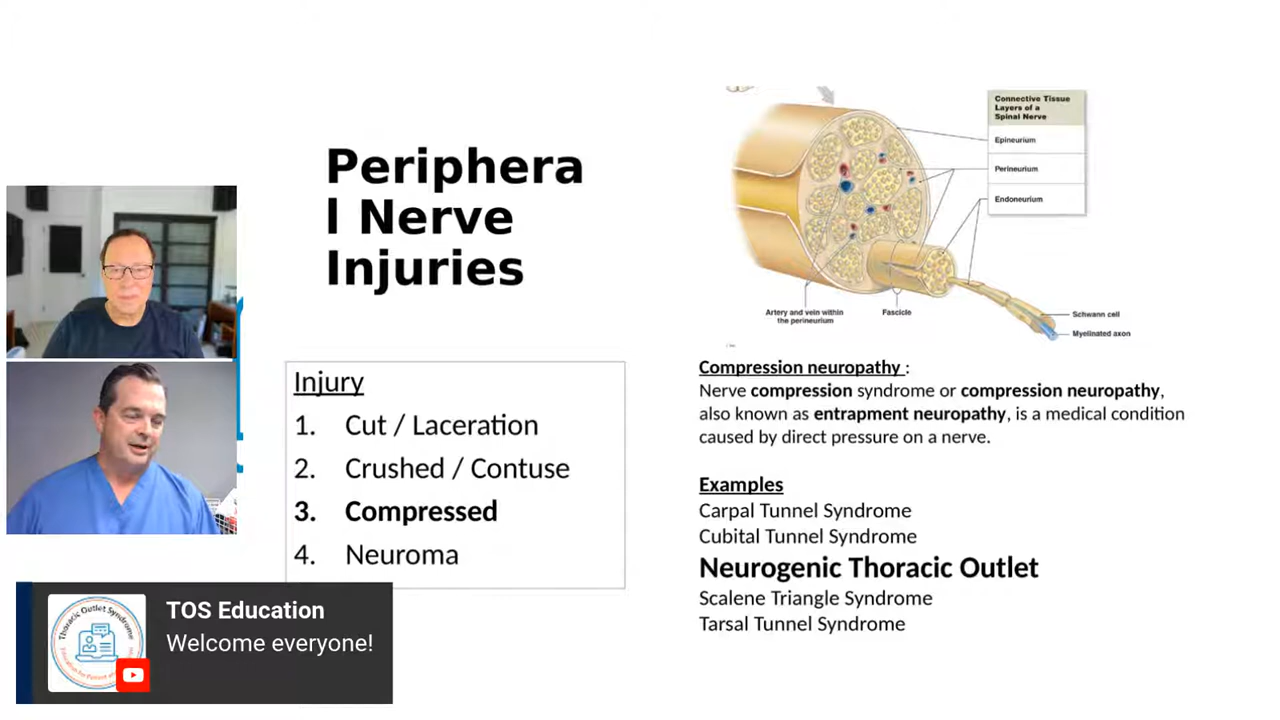 Periphera
l Nerve
Injuries
Injury
1. Cut / Laceration
2. Crushed / Contuse
3. Compressed
4. Neuroma
Connective Tissue
Layers of a
Spinal Nerve
Epineurium
Perineurium
Endoneurium
Artery and vein within
the perineurium
Fascicle
Schwann cell
Myelinated axon
Compression neuropathy :
Nerve compression syndrome or compression neuropathy,
also known as entrapment neuropathy, is a medical condition
caused by direct pressure on a nerve.
Examples
Carpal Tunnel Syndrome
Cubital Tunnel Syndrome
Neurogenic Thoracic Outlet
Scalene Triangle Syndrome
Tarsal Tunnel Syndrome
Thoracic Outlet Syndrome
TOS Education
Welcome everyone!